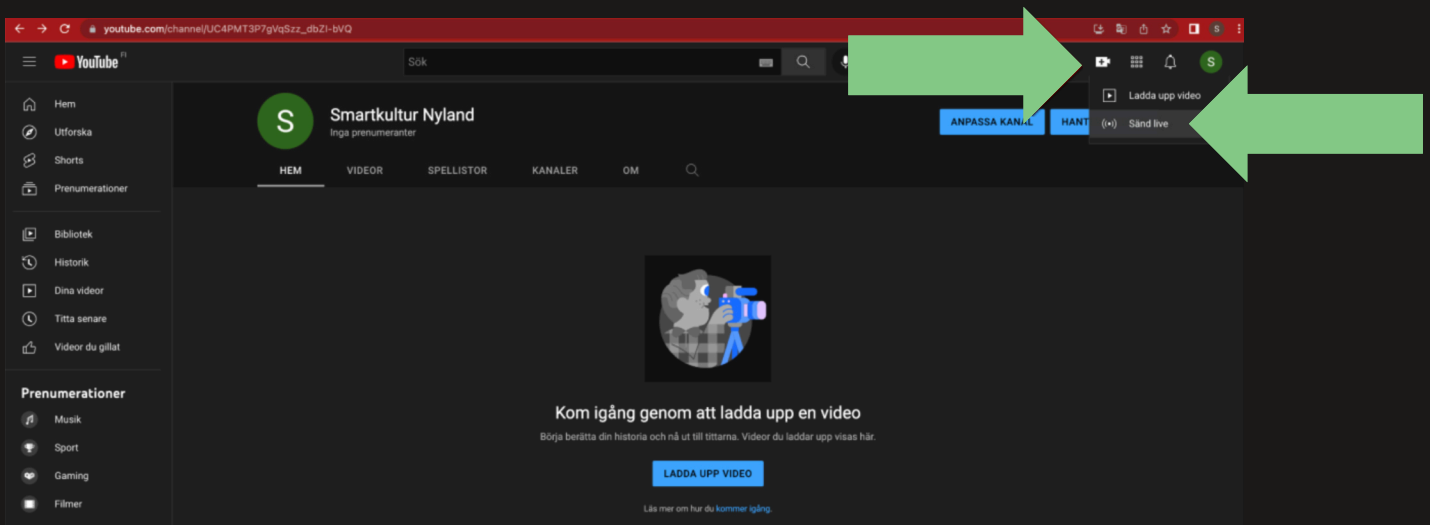 youtube.com/channel/UC4PMT3P7gVqSzz_dbZI-bVQ
S
YouTube FI
Sök
S
Ladda upp video
Sänd live
Hem
Utforska
Shorts
Prenumerationer
Bibliotek
Historik
Dina videor
Titta senare
Videor du gillat
Prenumerationer
Musik
Sport
Gaming
Filmer
S
Smartkultur Nyland
Inga prenumeranter
ANPASSA KANAL
HEM VIDEOR SPELLISTOR KANALER OM
Kom igång genom att ladda upp en video
Börja berätta din historia och nå ut till tittarna. Videor du laddar upp visas här.
LADDA UPP VIDEO
Läs mer om hur du kommer igång.